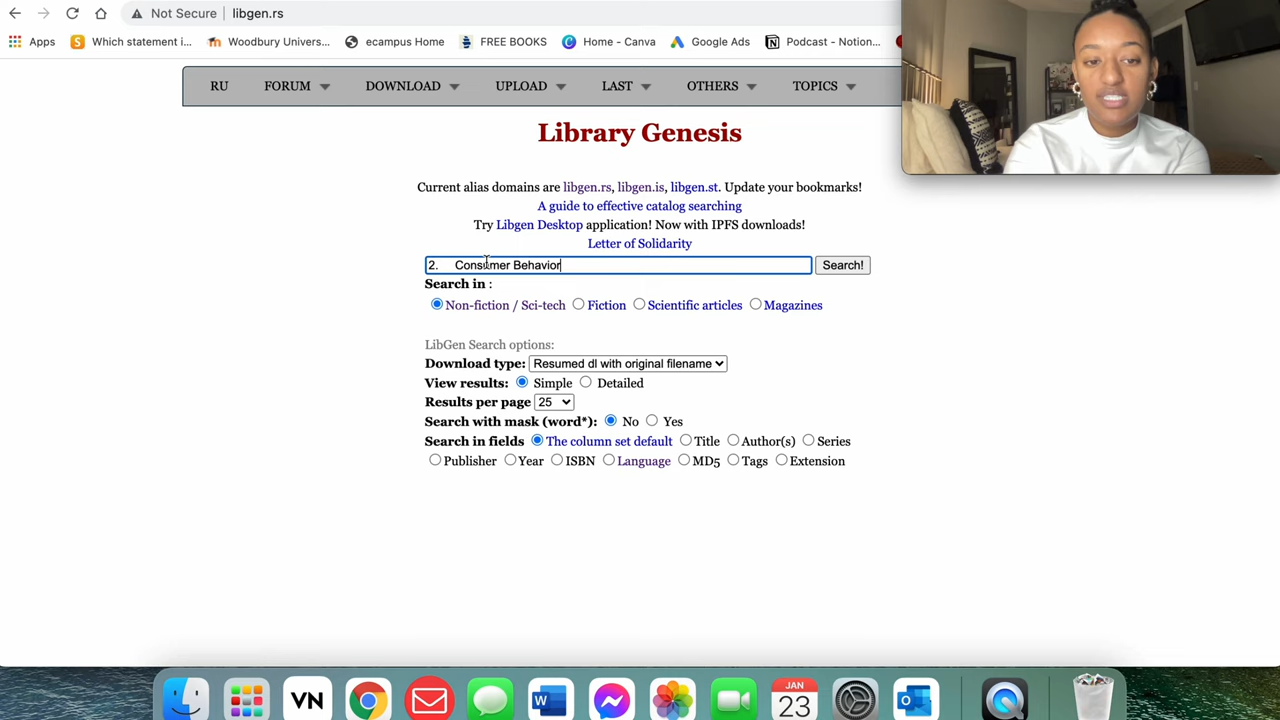 Not Secure | libgen.rs
Apps Which statement i... Woodbury Univers... ecampus Home FREE BOOKS Home - Canva Google Ads Podcast - Notion...
RU FORUM DOWNLOAD UPLOAD LAST OTHERS TOPICS
Library Genesis
Current alias domains are libgen.rs, libgen.is, libgen.st. Update your bookmarks!
A guide to effective catalog searching
Try Libgen Desktop application! Now with IPFS downloads!
Letter of Solidarity
2. Consumer Behavior Search!
Search in :
Non-fiction / Sci-tech Fiction Scientific articles Magazines
LibGen Search options:
Download type: Resumed dl with original filename
View results: Simple Detailed
Results per page 25
Search with mask (word*): No Yes
Search in fields The column set default Title Author(s) Series
Publisher Year ISBN Language MD5 Tags Extension
VN W JAN
23